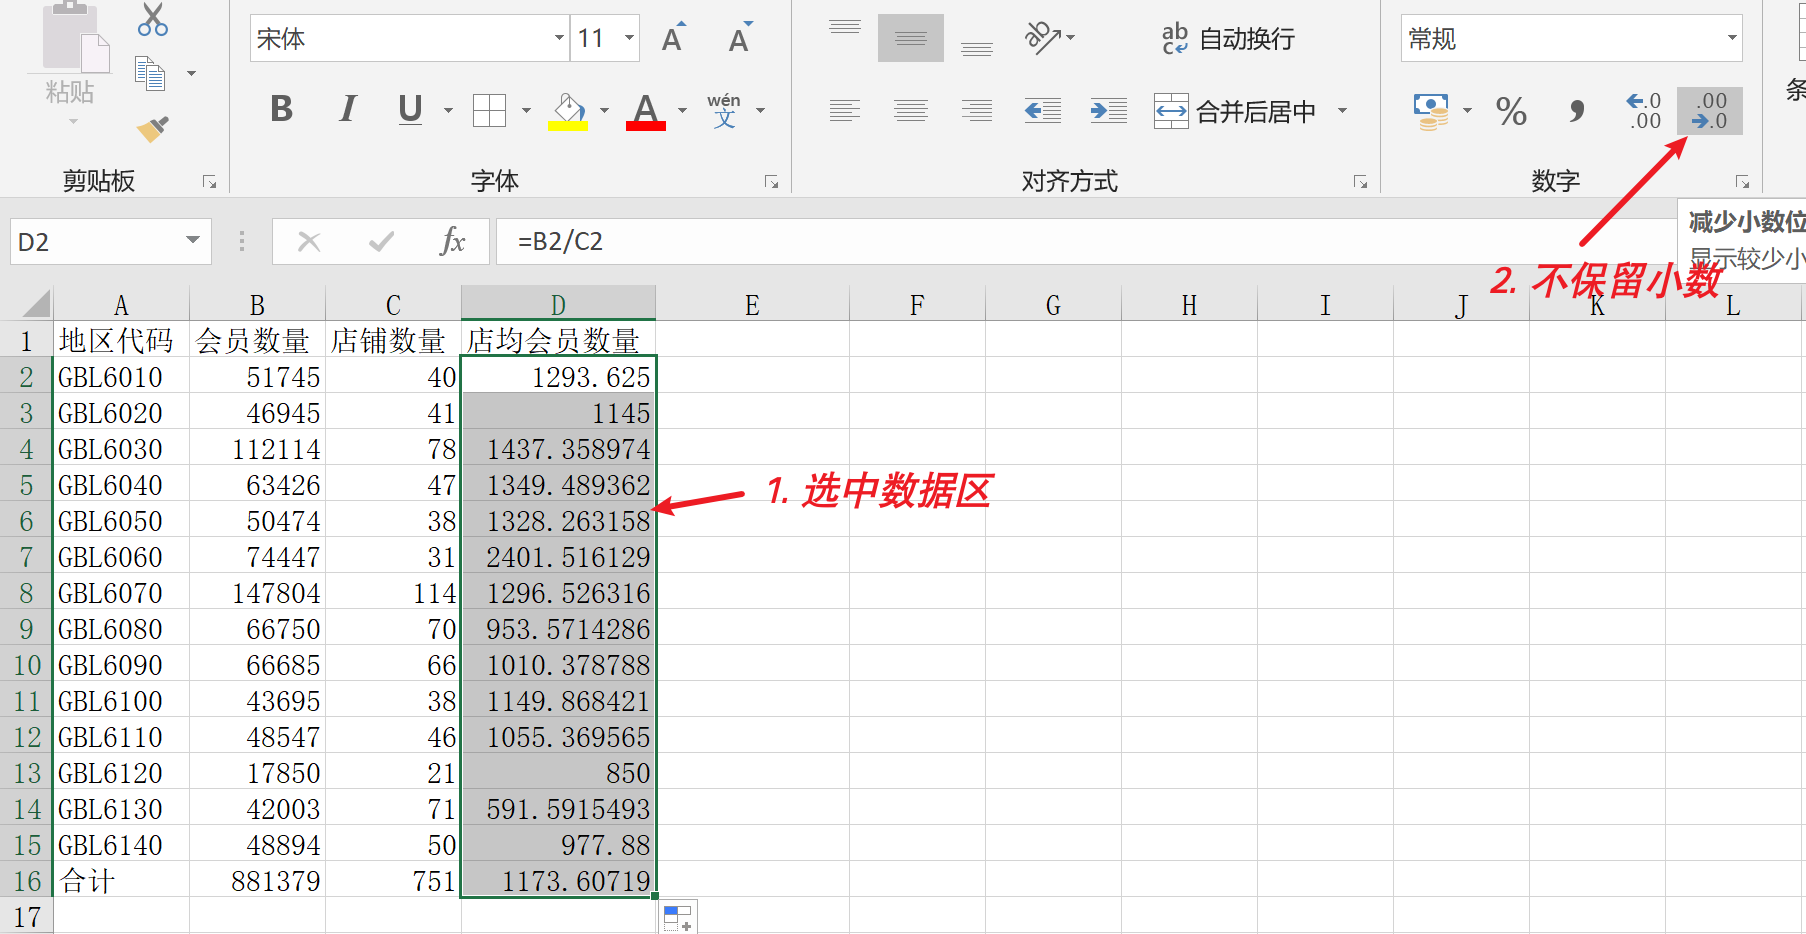 宋体 11 A A ab 自动换行 常规
粘贴 B I U A wén 文 合并后居中 % , .0 .00 .00 .0
剪贴板 字体 对齐方式 数字
减少小数位
显示较少小
D2 fx =B2/C2
2. 不保留小数
A B C D E F G H I J K L
1 地区代码 会员数量 店铺数量 店均会员数量
2 GBL6010 51745 40 1293.625
3 GBL6020 46945 41 1145
4 GBL6030 112114 78 1437.358974
5 GBL6040 63426 47 1349.489362
1. 选中数据区
6 GBL6050 50474 38 1328.263158
7 GBL6060 74447 31 2401.516129
8 GBL6070 147804 114 1296.526316
9 GBL6080 66750 70 953.5714286
10 GBL6090 66685 66 1010.378788
11 GBL6100 43695 38 1149.868421
12 GBL6110 48547 46 1055.369565
13 GBL6120 17850 21 850
14 GBL6130 42003 71 591.5915493
15 GBL6140 48894 50 977.88
16 合计 881379 751 1173.60719
17